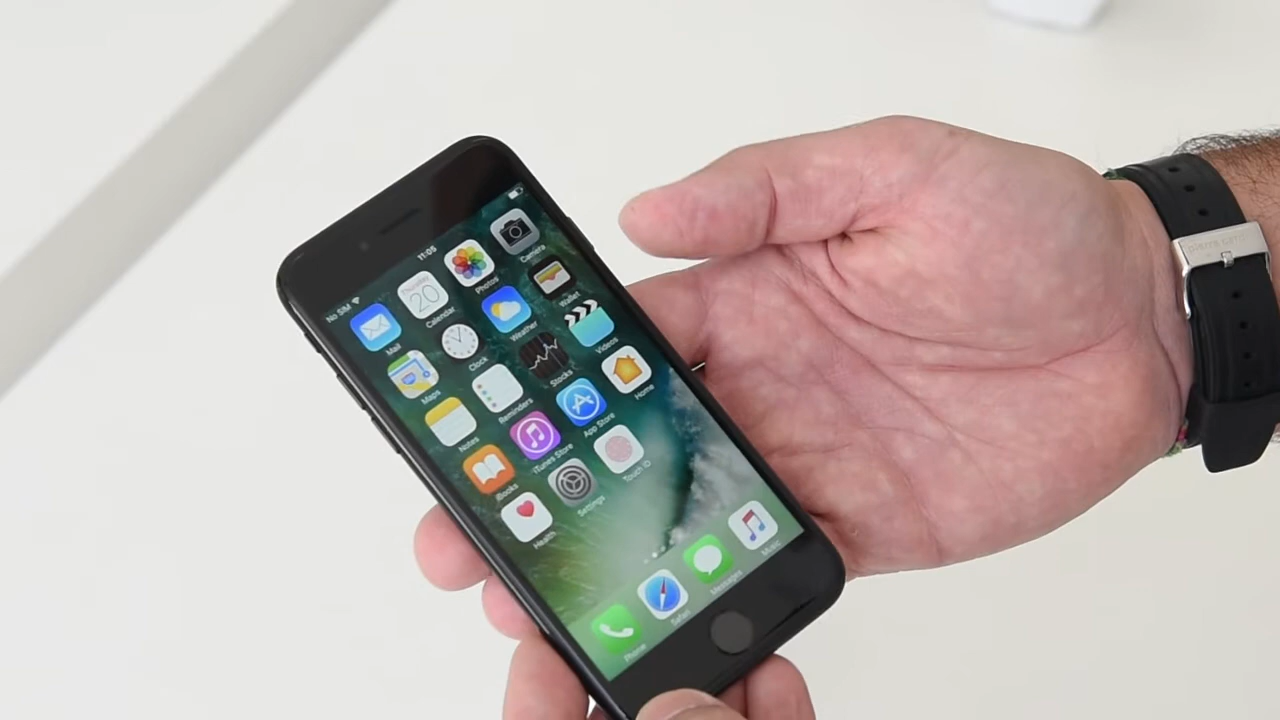 No SIM
11:05
Mail
Thursday
20
Calendar
Photos
Camera
Maps
Clock
Weather
Wallet
Notes
Reminders
Stocks
Videos
iBooks
iTunes Store
App Store
Home
Health
Settings
Touch ID
Phone
Safari
Messages
Music